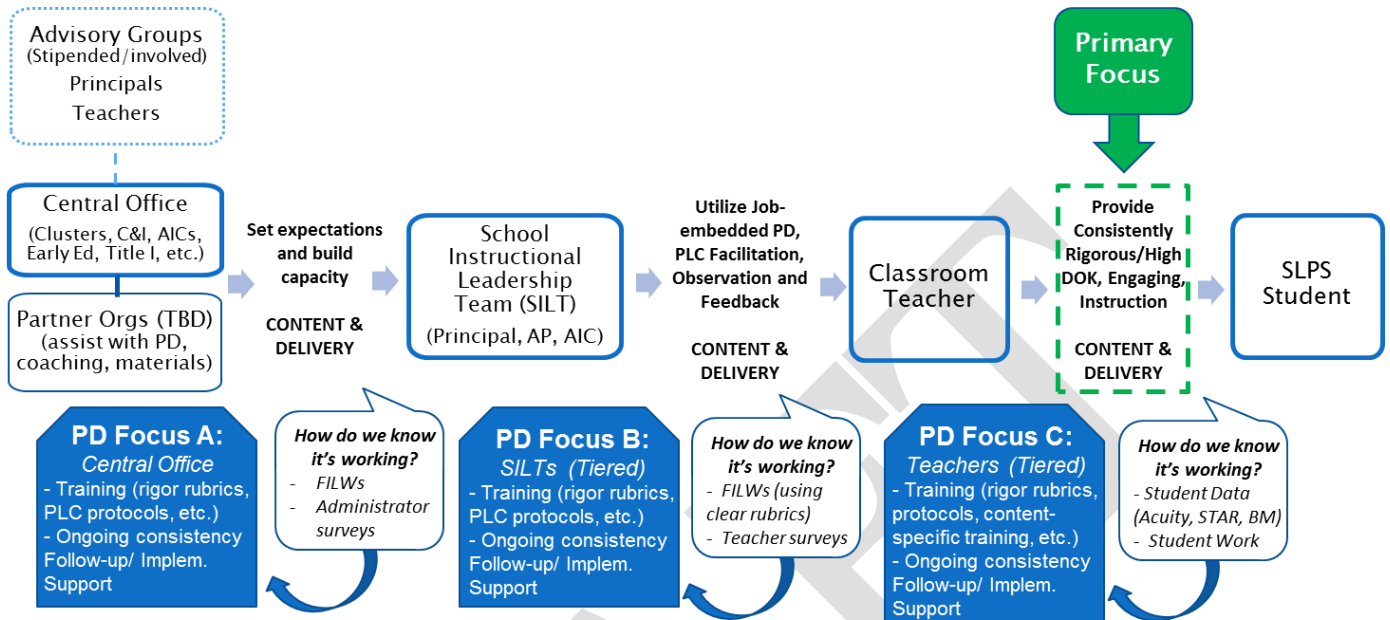 Advisory Groups
(Stipended/involved)
Principals
Teachers
Primary
Focus
Central Office
(Clusters, C&I, AICs,
Early Ed, Title I, etc.)
Partner Orgs (TBD)
(assist with PD,
coaching, materials)
Set expectations
and build
capacity
CONTENT &
DELIVERY
School
Instructional
Leadership
Team (SILT)
(Principal, AP, AIC)
Utilize Job-
embedded PD,
PLC Facilitation,
Observation and
Feedback
CONTENT &
DELIVERY
Classroom
Teacher
Provide
Consistently
Rigorous/High
DOK, Engaging,
Instruction
CONTENT &
DELIVERY
SLPS
Student
PD Focus A:
Central Office
- Training (rigor rubrics,
PLC protocols, etc.)
- Ongoing consistency
Follow-up/ Implem.
Support
How do we know
it's working?
- FILWs
- Administrator
surveys
PD Focus B:
SILTs (Tiered)
- Training (rigor rubrics,
PLC protocols, etc.)
- Ongoing consistency
Follow-up/ Implem.
Support
How do we know
it's working?
- FILWs (using
clear rubrics)
- Teacher surveys
PD Focus C:
Teachers (Tiered)
- Training (rigor rubrics,
protocols, content-
specific training, etc.)
- Ongoing consistency
Follow-up/ Implem.
Support
How do we know
it's working?
- Student Data
(Acuity, STAR, BM)
- Student Work